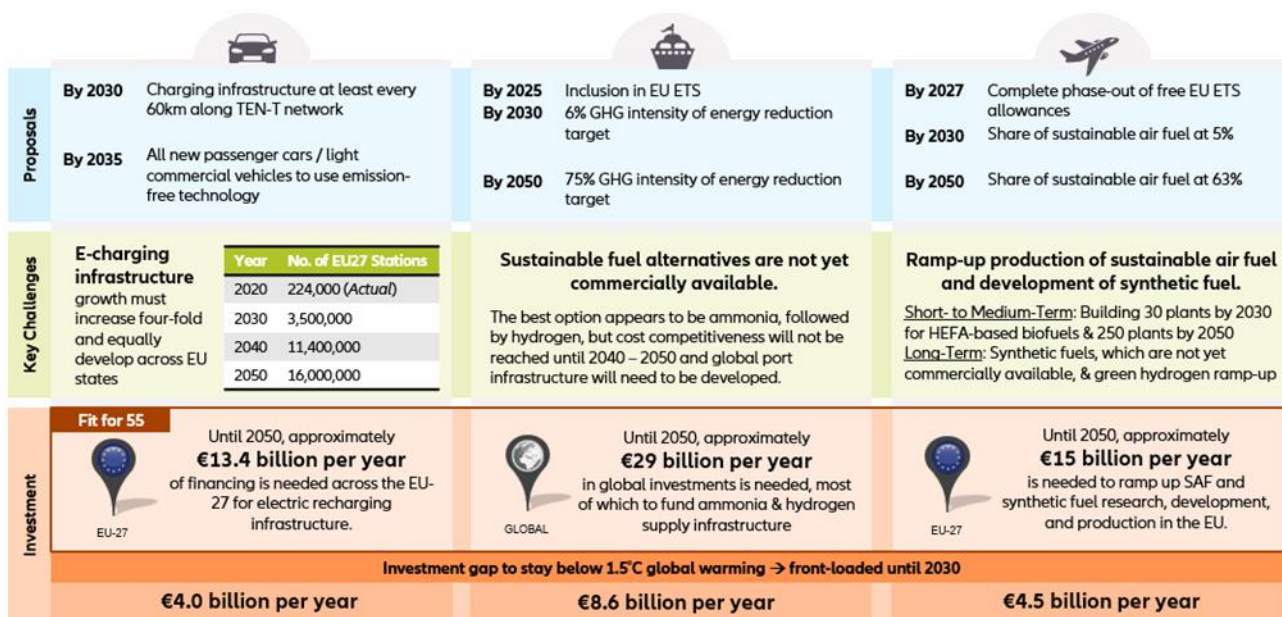 Proposals
By 2030 Charging infrastructure at least every
60km along TEN-T network
By 2035 All new passenger cars / light
commercial vehicles to use emission-
free technology
By 2025 Inclusion in EU ETS
By 2030 6% GHG intensity of energy reduction
target
By 2050 75% GHG intensity of energy reduction
target
By 2027 Complete phase-out of free EU ETS
allowances
By 2030 Share of sustainable air fuel at 5%
By 2050 Share of sustainable air fuel at 63%
Key Challenges
E-charging
infrastructure
growth must
increase four-fold
and equally
develop across EU
states
Year No. of EU27 Stations
2020 224,000 (Actual)
2030 3,500,000
2040 11,400,000
2050 16,000,000
Sustainable fuel alternatives are not yet
commercially available.
The best option appears to be ammonia, followed
by hydrogen, but cost competitiveness will not be
reached until 2040 – 2050 and global port
infrastructure will need to be developed.
Ramp-up production of sustainable air fuel
and development of synthetic fuel.
Short- to Medium-Term: Building 30 plants by 2030
for HEFA-based biofuels & 250 plants by 2050
Long-Term: Synthetic fuels, which are not yet
commercially available, & green hydrogen ramp-up
Investment
Fit for 55
EU-27
Until 2050, approximately
€13.4 billion per year
of financing is needed across the EU-
27 for electric recharging
infrastructure.
GLOBAL
Until 2050, approximately
€29 billion per year
in global investments is needed, most
of which to fund ammonia & hydrogen
supply infrastructure
EU-27
Until 2050, approximately
€15 billion per year
is needed to ramp up SAF and
synthetic fuel research, development,
and production in the EU.
Investment gap to stay below 1.5°C global warming → front-loaded until 2030
€4.0 billion per year
€8.6 billion per year
€4.5 billion per year